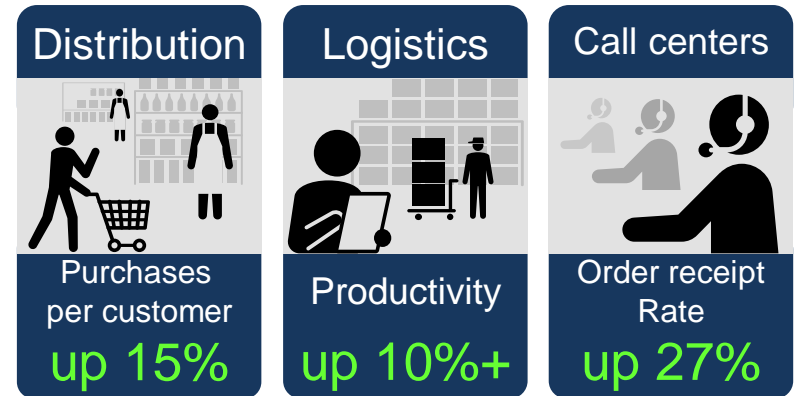 Distribution
Purchases
per customer
up 15%
Logistics
Productivity
up 10%+
Call centers
Order receipt
Rate
up 27%